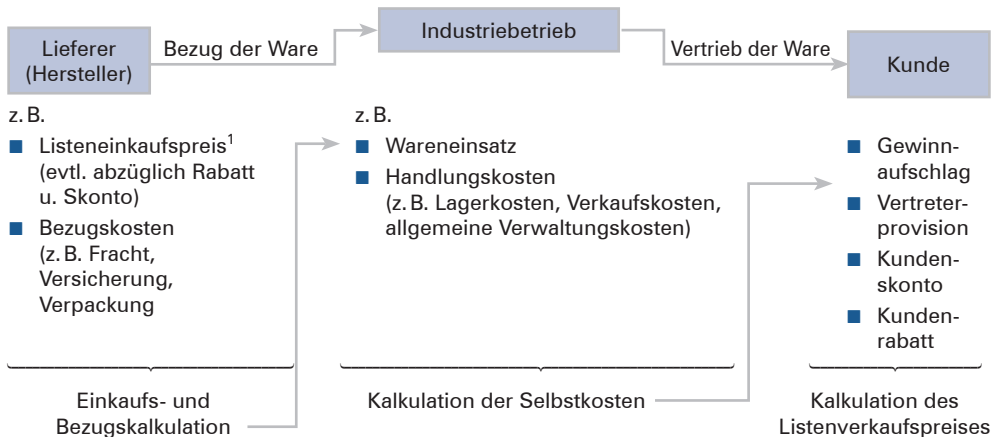 Lieferer
(Hersteller)
Bezug der Ware
Industriebetrieb
Vertrieb der Ware
Kunde
z. B.
■ Listeneinkaufspreis¹
(evtl. abzüglich Rabatt
u. Skonto)
■ Bezugskosten
(z. B. Fracht,
Versicherung,
Verpackung
z. B.
■ Wareneinsatz
■ Handlungskosten
(z. B. Lagerkosten, Verkaufskosten,
allgemeine Verwaltungskosten)
■ Gewinn-
aufschlag
■ Vertreter-
provision
■ Kunden-
skonto
■ Kunden-
rabatt
Einkaufs- und
Bezugskalkulation
Kalkulation der Selbstkosten
Kalkulation des
Listenverkaufspreises